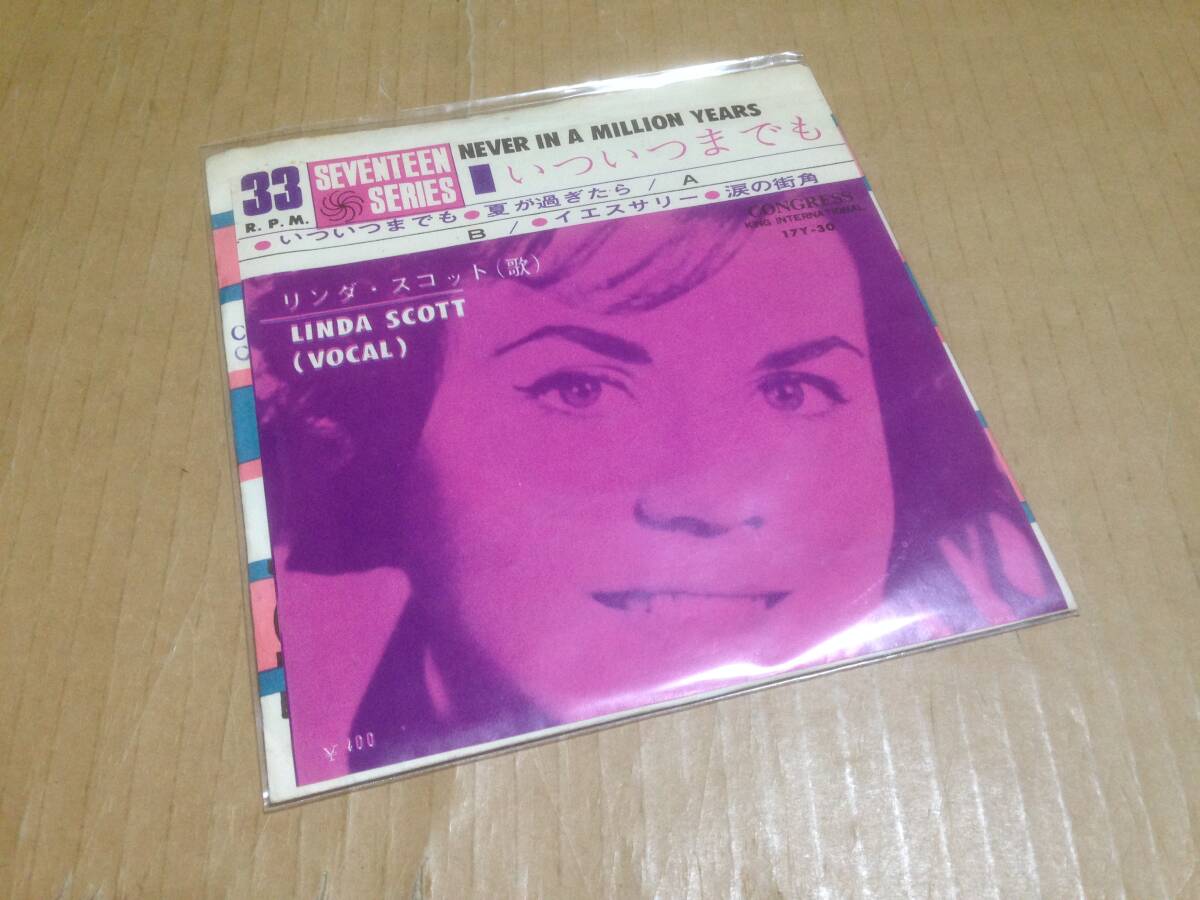 NEVER IN A MILLION YEARS
33
R.P.M.
SEVENTEEN
SERIES
いついつまでも
●いついつまでも●夏が過ぎたら / A
B / ●イエスサリー●涙の街角
CONGRESS
KING INTERNATIONAL
17Y-30
リンダ・スコット(歌)
LINDA SCOTT
(VOCAL)
¥400